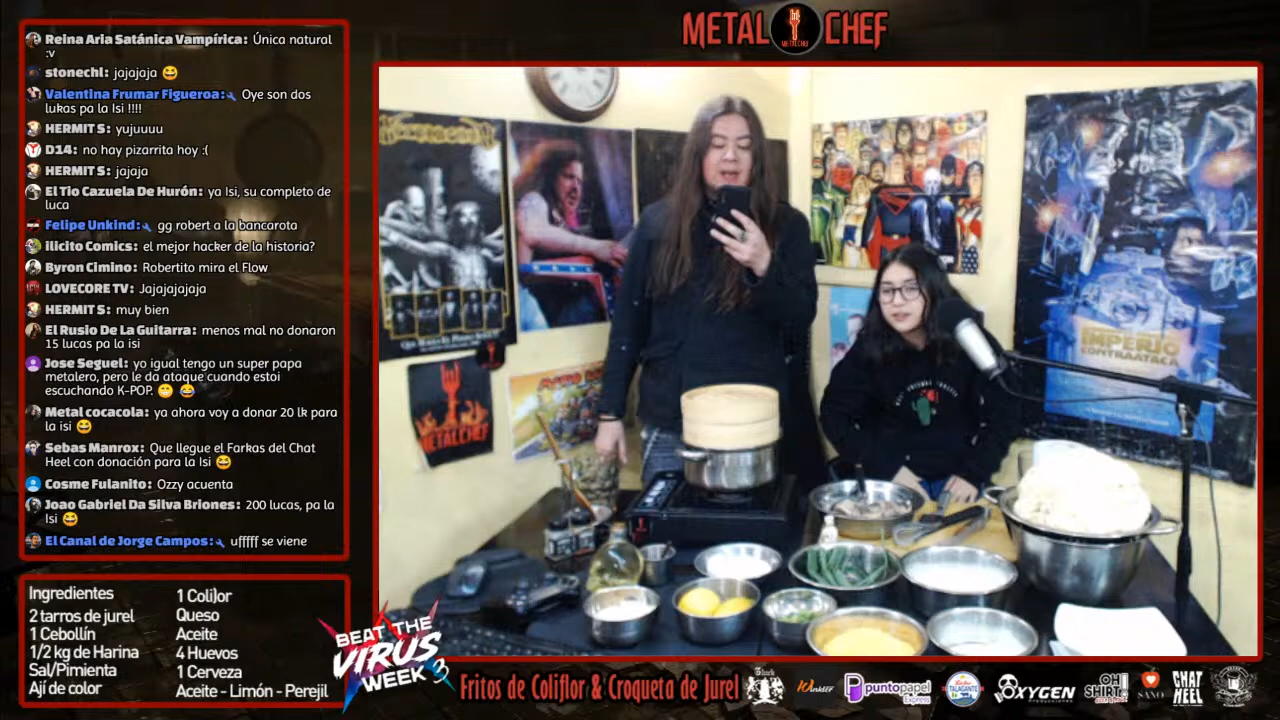 METAL CHEF
METALCHEF
Reina Aria Satánica Vampírica: Única natural
:v
stonechl: jajajaja 😆
Valentina Frumar Figueroa: Oye son dos
lukas pa la Isi !!!!
HERMIT S: yujuuuu
D14: no hay pizarrita hoy :(
HERMIT S: jajaja
El Tio Cazuela De Hurón: ya Isi, su completo de
luca
Felipe Unkind: gg robert a la bancarota
ilicito Comics: el mejor hacker de la historia?
Byron Cimino: Robertito mira el Flow
LOVECORE TV: Jajajajajaja
HERMIT S: muy bien
El Rusio De La Guitarra: menos mal no donaron
15 lucas pa la isi
Jose Seguel: yo igual tengo un super papa
metalero, pero le da ataque cuando estoi
escuchando K-POP. 😁 😂
Metal cocacola: ya ahora voy a donar 20 lk para
la isi 😆
Sebas Manrox: Que llegue el Farkas del Chat
Heel con donación para la Isi 😆
Cosme Fulanito: Ozzy acuenta
Joao Gabriel Da Silva Briones: 200 lucas, pa la
Isi 😆
El Canal de Jorge Campos: ufffff se viene
IMPERIO
CONTRAATACA
METALCHEF
Ingredientes
2 tarros de jurel
1 Cebollín
1/2 kg de Harina
Sal/Pimienta
Ají de color
1 Coliflor
Queso
Aceite
4 Huevos
1 Cerveza
Aceite - Limón - Perejil
BEAT THE
VIRUS
WEEK 3
Fritos de Coliflor & Croqueta de Jurel
Winkler
puntopapel
Express
TALAGANTE
OXYGEN
OH
SHIRT!
SANO
CHAT
HEEL